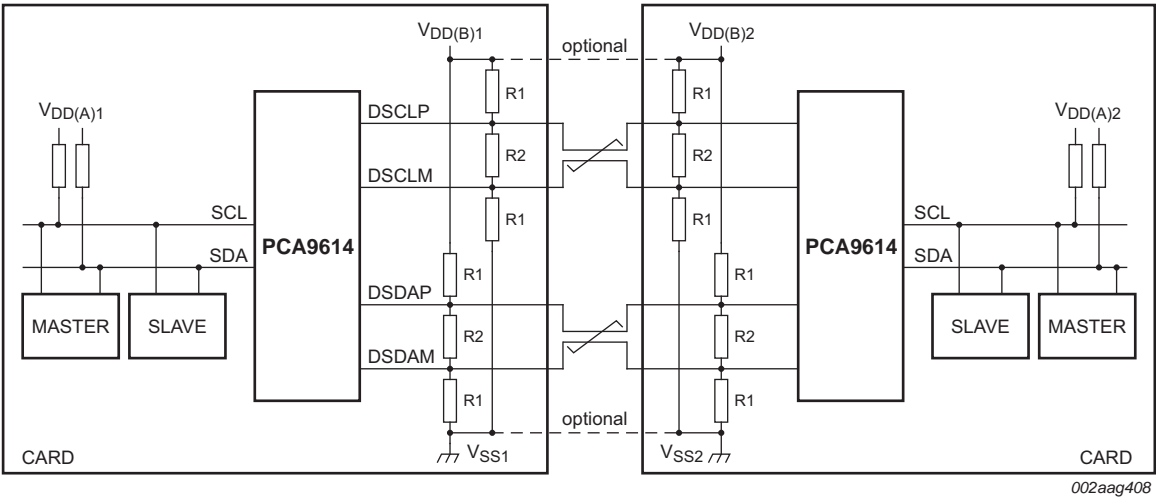 VDD(B)1
optional
VDD(B)2
R1
R1
VDD(A)1
DSCLP
VDD(A)2
R2
R2
DSCLM
SCL
R1
R1
SCL
PCA9614
PCA9614
SDA
SDA
R1
R1
DSDAP
MASTER
SLAVE
R2
R2
SLAVE
MASTER
DSDAM
R1
R1
optional
CARD
VSS1
VSS2
CARD
002aag408